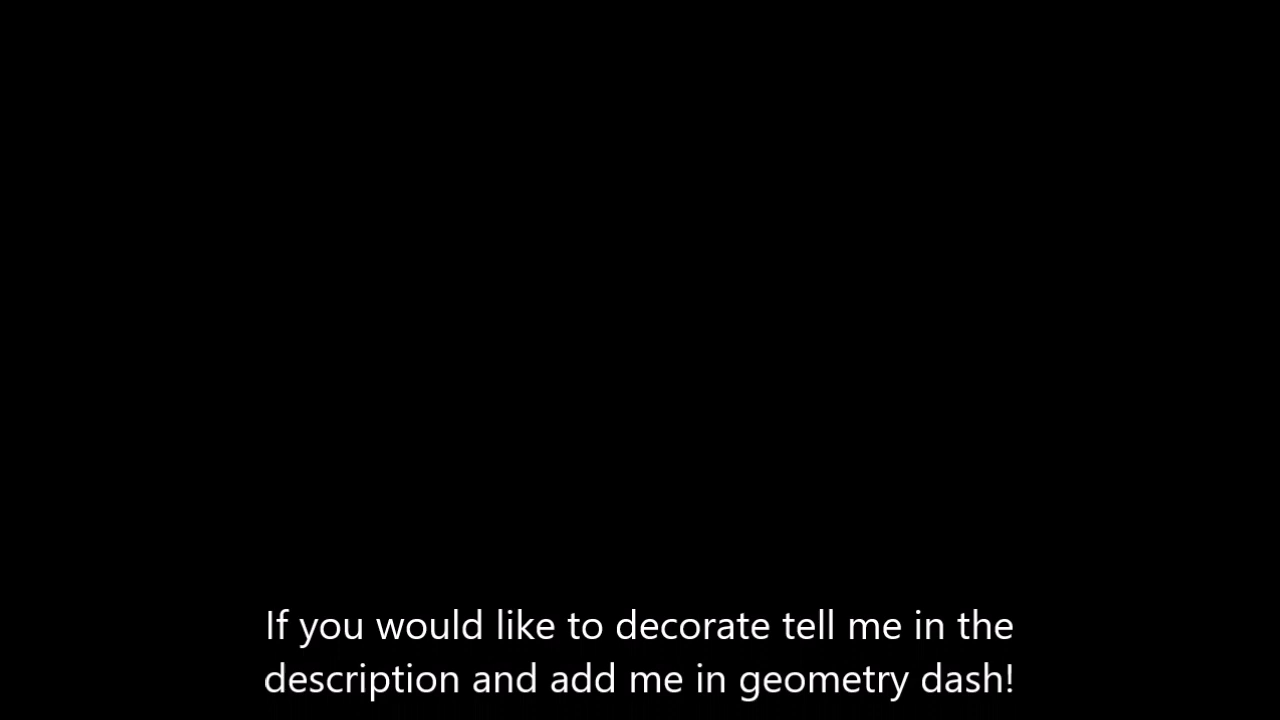 If you would like to decorate tell me in the
description and add me in geometry dash!